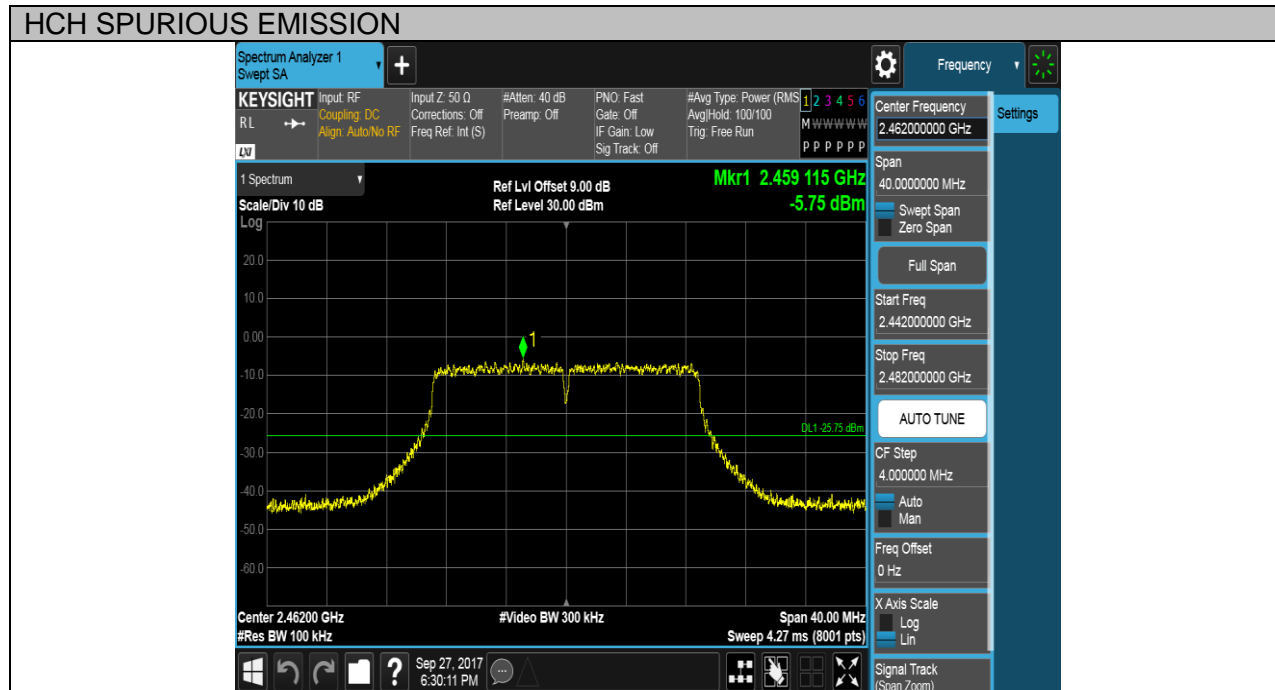 HCH SPURIOUS EMISSION
Spectrum Analyzer 1
Swept SA
+
Frequency
KEYSIGHT
RL
LXI
Input: RF
Coupling: DC
Align: Auto/No RF
Input Z: 50 Ω
Corrections: Off
Freq Ref: Int (S)
#Atten: 40 dB
Preamp: Off
PNO: Fast
Gate: Off
IF Gain: Low
Sig Track: Off
#Avg Type: Power (RMS
Avg|Hold: 100/100
Trig: Free Run
1 2 3 4 5 6
M W W W W W
P P P P P P
1 Spectrum
Scale/Div 10 dB
Log
Ref Lvl Offset 9.00 dB
Ref Level 30.00 dBm
Mkr1 2.459 115 GHz
-5.75 dBm
20.0
10.0
0.00
-10.0
-20.0
-30.0
-40.0
-50.0
-60.0
1
DL1 -25.75 dBm
Center 2.46200 GHz
#Res BW 100 kHz
#Video BW 300 kHz
Span 40.00 MHz
Sweep 4.27 ms (8001 pts)
?
Sep 27, 2017
6:30:11 PM
Center Frequency
2.462000000 GHz
Settings
Span
40.0000000 MHz
Swept Span
Zero Span
Full Span
Start Freq
2.442000000 GHz
Stop Freq
2.482000000 GHz
AUTO TUNE
CF Step
4.000000 MHz
Auto
Man
Freq Offset
0 Hz
X Axis Scale
Log
Lin
Signal Track
(Span Zoom)